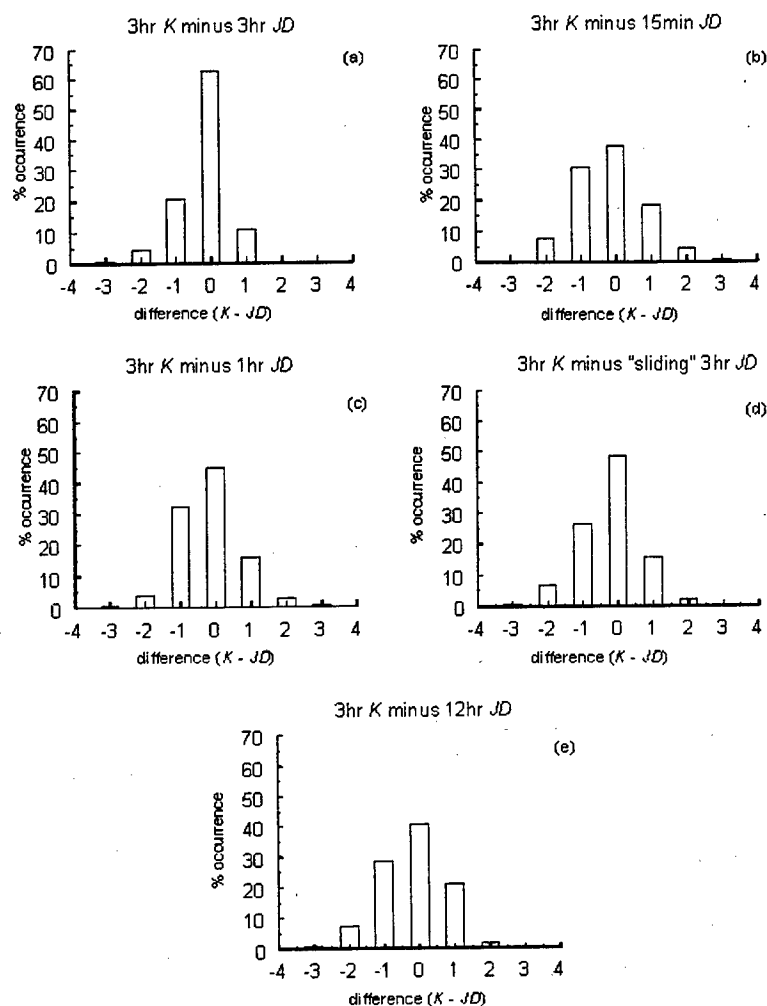 3hr K minus 3hr JD
(a)
% occurrence
70
60
50
40
30
20
10
0
-4 -3 -2 -1 0 1 2 3 4
difference (K - JD)
3hr K minus 15min JD
(b)
% occurrence
70
60
50
40
30
20
10
0
-4 -3 -2 -1 0 1 2 3 4
difference (K - JD)
3hr K minus 1hr JD
(c)
% occurrence
70
60
50
40
30
20
10
0
-4 -3 -2 -1 0 1 2 3 4
difference (K - JD)
3hr K minus "sliding" 3hr JD
(d)
% occurrence
70
60
50
40
30
20
10
0
-4 -3 -2 -1 0 1 2 3 4
difference (K - JD)
3hr K minus 12hr JD
(e)
% occurrence
70
60
50
40
30
20
10
0
-4 -3 -2 -1 0 1 2 3 4
difference (K - JD)